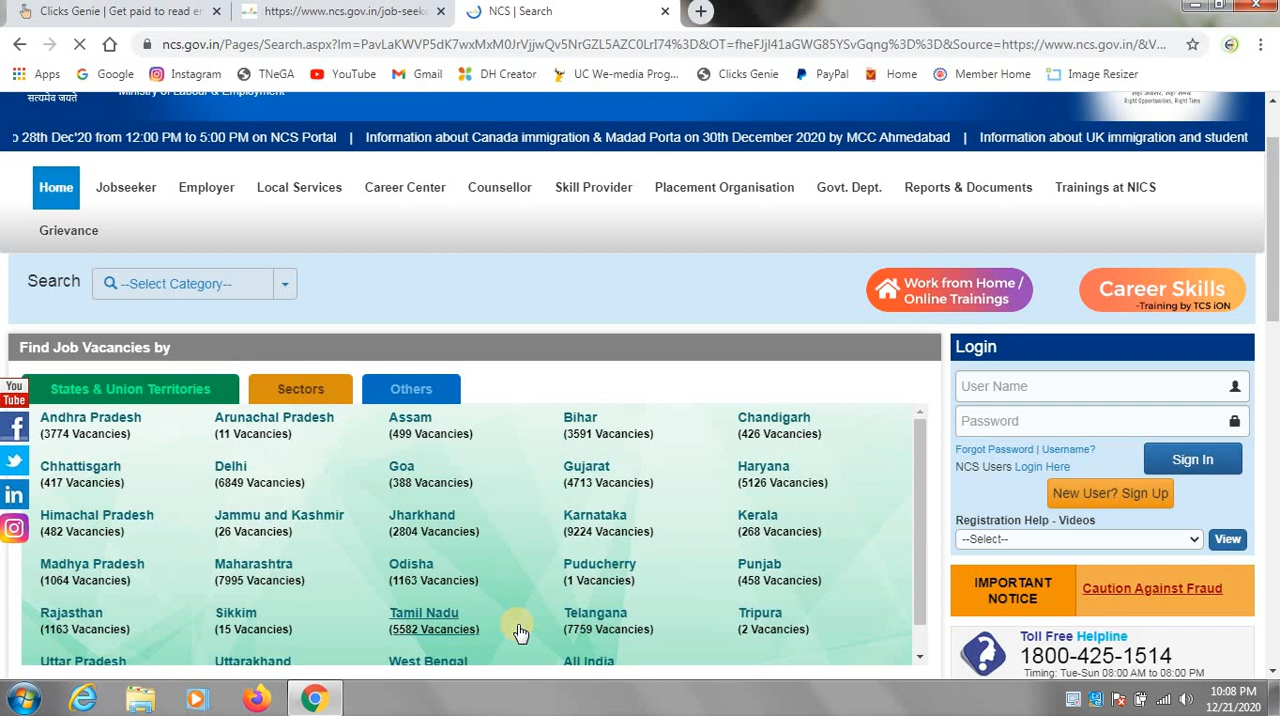 Clicks Genie | Get paid to read er
https://www.ncs.gov.in/job-seeke
NCS | Search
ncs.gov.in/Pages/Search.aspx?lm=PavLaKWVP5dK7wxMxM0JrVjjwQv5NrGZL5AZC0LrI74%3D&OT=fheFJjl41aGWG85YSvGqng%3D%3D&Source=https://www.ncs.gov.in/&V...
Apps Google Instagram TNeGA YouTube Gmail DH Creator UC We-media Prog... Clicks Genie PayPal Home Member Home Image Resizer
सत्यमेव जयते
Ministry of Labour & Employment
Right Opportunities, Right Time
o 28th Dec'20 from 12:00 PM to 5:00 PM on NCS Portal | Information about Canada immigration & Madad Porta on 30th December 2020 by MCC Ahmedabad | Information about UK immigration and student
Home Jobseeker Employer Local Services Career Center Counsellor Skill Provider Placement Organisation Govt. Dept. Reports & Documents Trainings at NICS
Grievance
Search --Select Category--
Work from Home /
Online Trainings
Career Skills
-Training by TCS iON
Find Job Vacancies by
States & Union Territories Sectors Others
Andhra Pradesh Arunachal Pradesh Assam Bihar Chandigarh
(3774 Vacancies) (11 Vacancies) (499 Vacancies) (3591 Vacancies) (426 Vacancies)
Chhattisgarh Delhi Goa Gujarat Haryana
(417 Vacancies) (6849 Vacancies) (388 Vacancies) (4713 Vacancies) (5126 Vacancies)
Himachal Pradesh Jammu and Kashmir Jharkhand Karnataka Kerala
(482 Vacancies) (26 Vacancies) (2804 Vacancies) (9224 Vacancies) (268 Vacancies)
Madhya Pradesh Maharashtra Odisha Puducherry Punjab
(1064 Vacancies) (7995 Vacancies) (1163 Vacancies) (1 Vacancies) (458 Vacancies)
Rajasthan Sikkim Tamil Nadu Telangana Tripura
(1163 Vacancies) (15 Vacancies) (5582 Vacancies) (7759 Vacancies) (2 Vacancies)
Uttar Pradesh Uttarakhand West Bengal All India
You
Tube
Login
User Name
Password
Forgot Password | Username?
NCS Users Login Here
Sign In
New User? Sign Up
Registration Help - Videos
--Select-- View
IMPORTANT
NOTICE
Caution Against Fraud
Toll Free Helpline
1800-425-1514
Timing: Tue-Sun 08:00 AM to 08:00 PM
10:08 PM
12/21/2020